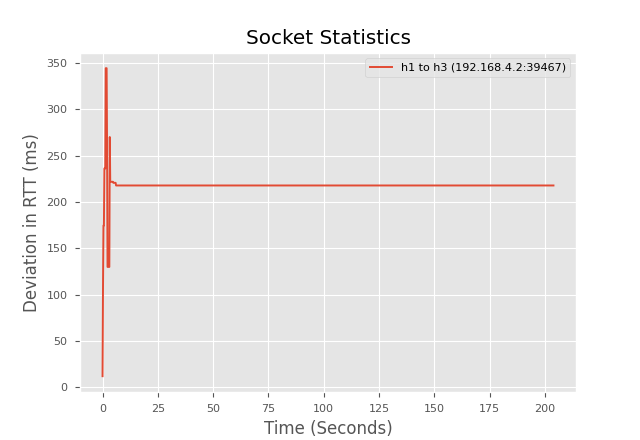 Socket Statistics
h1 to h3 (192.168.4.2:39467)
Deviation in RTT (ms)
350
300
250
200
150
100
50
0
0 25 50 75 100 125 150 175 200
Time (Seconds)